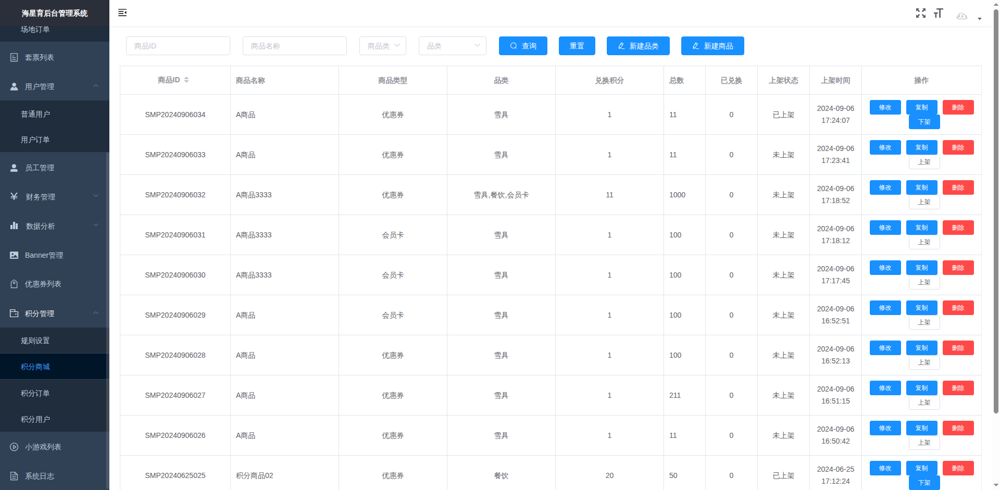 海星育后台管理系统
场地订单
套票列表
用户管理
普通用户
用户订单
员工管理
财务管理
数据分析
Banner管理
优惠券列表
积分管理
规则设置
积分商城
积分订单
积分用户
小游戏列表
系统日志
商品ID 商品名称 商品类 品类 查询 重置 新建品类 新建商品
商品ID 商品名称 商品类型 品类 兑换积分 总数 已兑换 上架状态 上架时间 操作
SMP20240906034 A商品 优惠券 雪具 1 11 0 已上架 2024-09-06 17:24:07 修改 复制 删除 下架
SMP20240906033 A商品 优惠券 雪具 1 11 0 未上架 2024-09-06 17:23:41 修改 复制 删除 上架
SMP20240906032 A商品3333 优惠券 雪具,餐饮,会员卡 11 1000 0 未上架 2024-09-06 17:18:52 修改 复制 删除 上架
SMP20240906031 A商品3333 会员卡 雪具 1 100 0 未上架 2024-09-06 17:18:12 修改 复制 删除 上架
SMP20240906030 A商品3333 会员卡 雪具 1 100 0 未上架 2024-09-06 17:17:45 修改 复制 删除 上架
SMP20240906029 A商品 会员卡 雪具 1 100 0 未上架 2024-09-06 16:52:51 修改 复制 删除 上架
SMP20240906028 A商品 优惠券 雪具 1 100 0 未上架 2024-09-06 16:52:13 修改 复制 删除 上架
SMP20240906027 A商品 优惠券 雪具 1 211 0 未上架 2024-09-06 16:51:15 修改 复制 删除 上架
SMP20240906026 A商品 优惠券 雪具 1 11 0 未上架 2024-09-06 16:50:42 修改 复制 删除 上架
SMP20240625025 积分商品02 优惠券 餐饮 20 50 0 已上架 2024-06-25 17:12:24 修改 复制 删除 下架